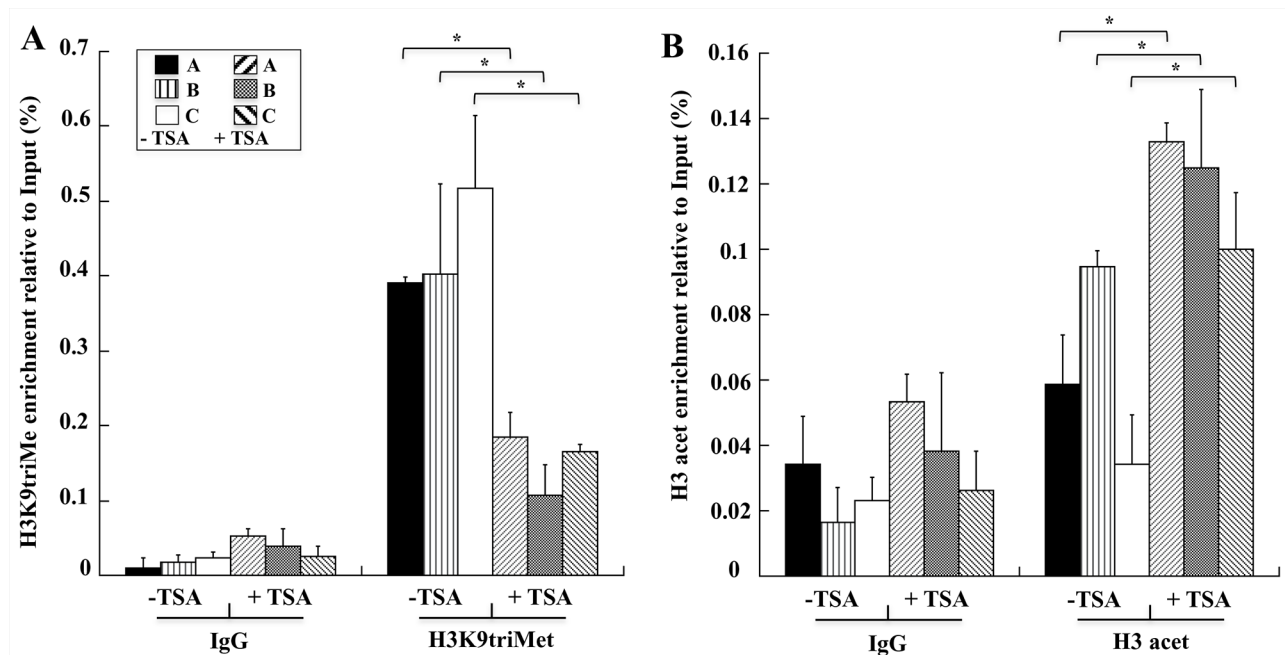 A
H3K9triMe enrichment relative to Input (%)
0.7
0.6
0.5
0.4
0.3
0.2
0.1
0
A A
B B
C C
- TSA + TSA
*
*
*
-TSA + TSA -TSA + TSA
IgG H3K9triMet
B
H3 acet enrichment relative to Input (%)
0.16
0.14
0.12
0.1
0.08
0.06
0.04
0.02
0
*
*
*
-TSA + TSA -TSA + TSA
IgG H3 acet